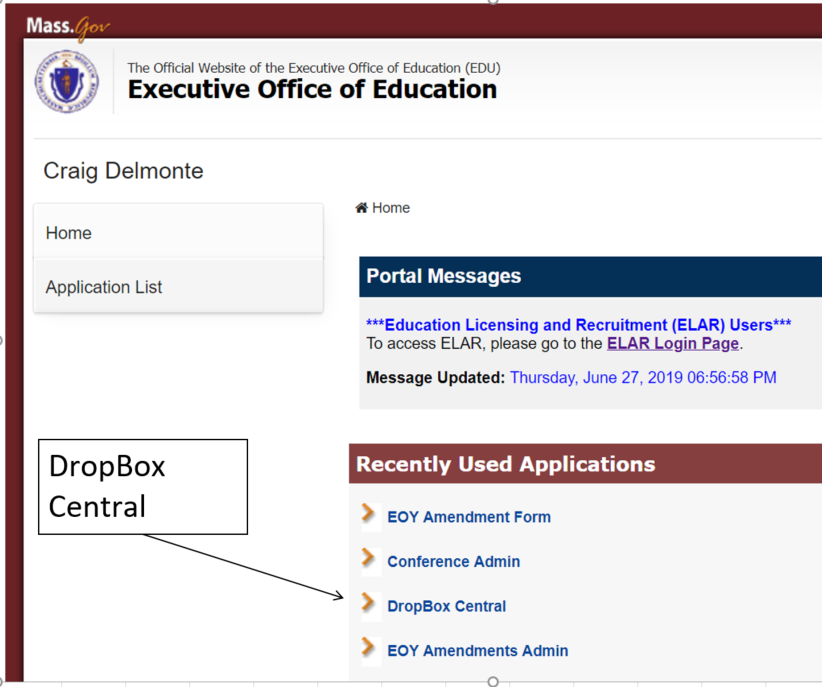 Mass.Gov
The Official Website of the Executive Office of Education (EDU)
Executive Office of Education
Craig Delmonte
Home
Application List
Home
Portal Messages
***Education Licensing and Recruitment (ELAR) Users***
To access ELAR, please go to the ELAR Login Page.
Message Updated: Thursday, June 27, 2019 06:56:58 PM
DropBox
Central
Recently Used Applications
EOY Amendment Form
Conference Admin
DropBox Central
EOY Amendments Admin